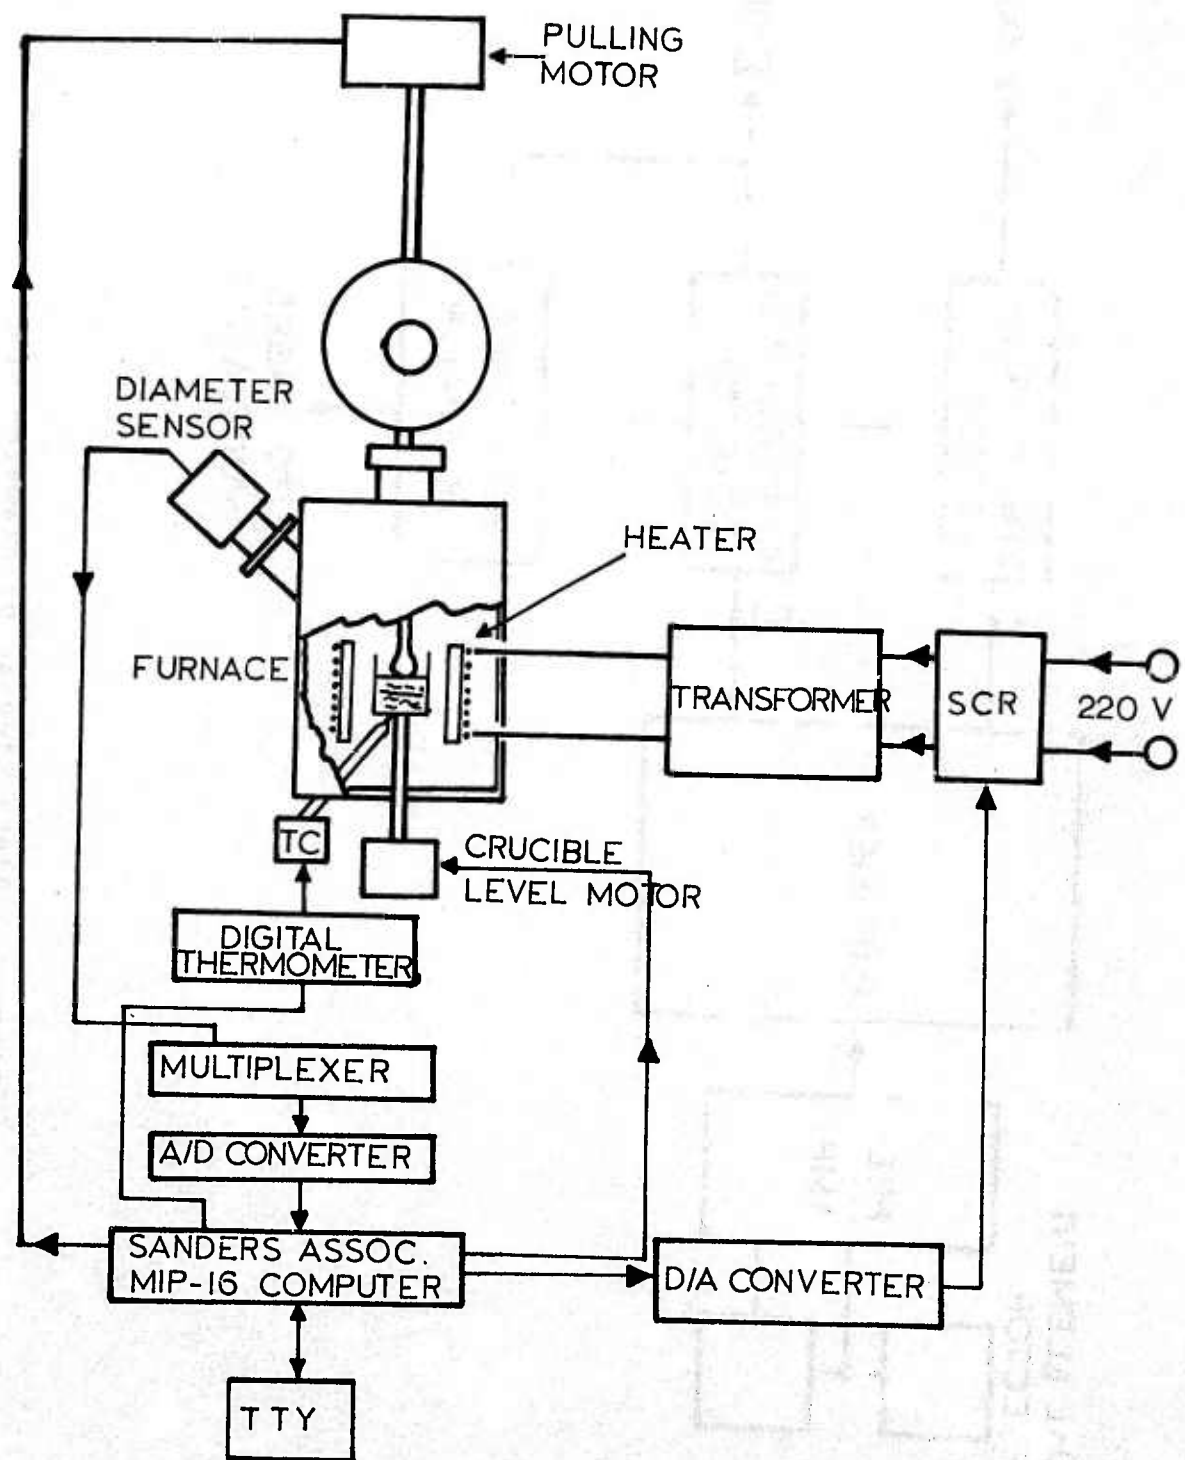 PULLING
MOTOR
DIAMETER
SENSOR
HEATER
FURNACE
TRANSFORMER
SCR
220 V
TC
CRUCIBLE
LEVEL MOTOR
DIGITAL
THERMOMETER
MULTIPLEXER
A/D CONVERTER
SANDERS ASSOC.
MIP-16 COMPUTER
D/A CONVERTER
TTY